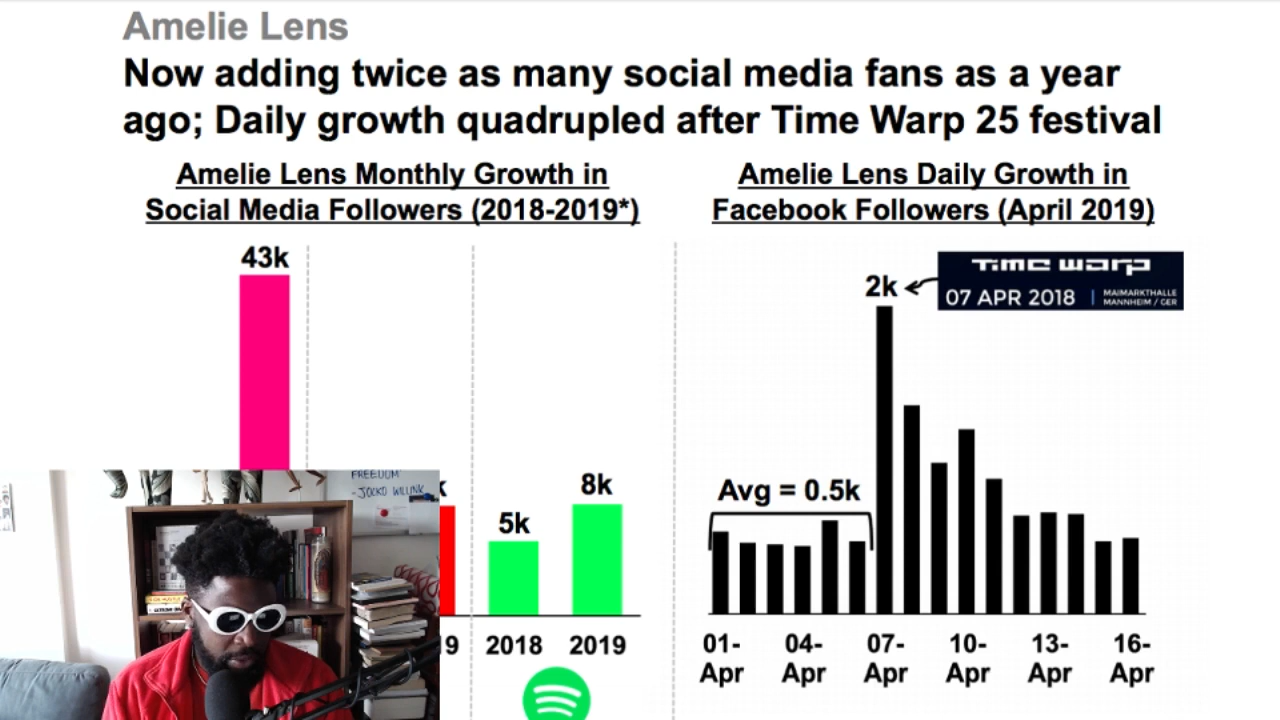 Amelie Lens
Now adding twice as many social media fans as a year
ago; Daily growth quadrupled after Time Warp 25 festival
Amelie Lens Monthly Growth in
Social Media Followers (2018-2019*)
43k
k
5k
8k
19
2018
2019
Amelie Lens Daily Growth in
Facebook Followers (April 2019)
2k
TIME WARP
07 APR 2018
MAIMARKTHALLE
MANNHEIM / GER
Avg = 0.5k
01-
Apr
04-
Apr
07-
Apr
10-
Apr
13-
Apr
16-
Apr
FREEDOM"
-JOCKO WILLINK